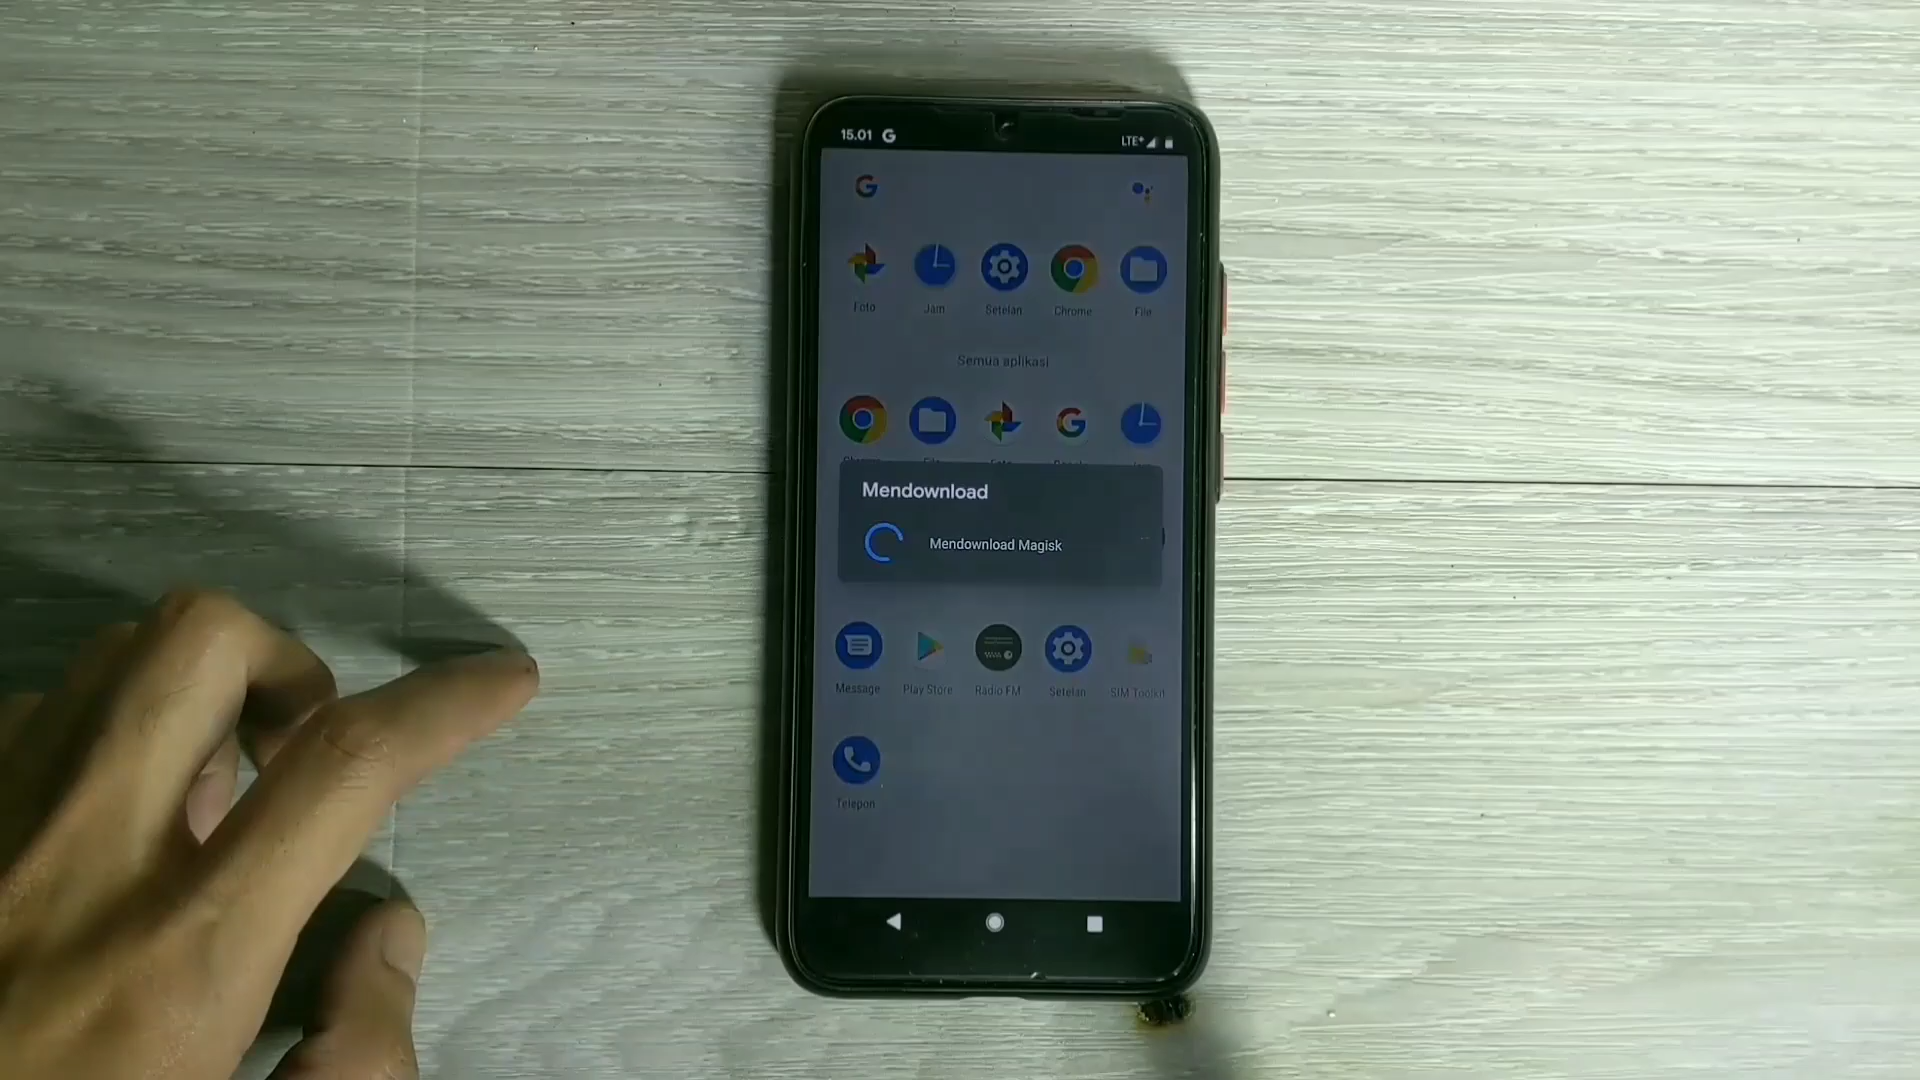 15.01 G
LTE+
G
Foto Jam Setelan Chrome File
Semua aplikasi
Mendownload
Mendownload Magisk
Message Play Store Radio FM Setelan SIM Toolkit
Telepon